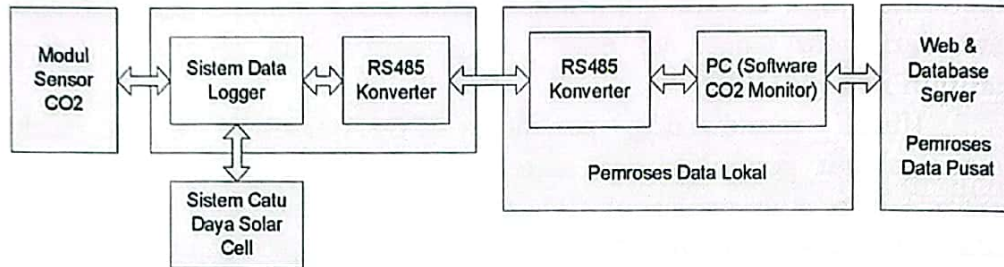 Modul
Sensor
CO2
Sistem Data
Logger
RS485
Konverter
Sistem Catu
Daya Solar
Cell
RS485
Konverter
PC (Software
CO2 Monitor)
Pemroses Data Lokal
Web &
Database
Server
Pemroses
Data Pusat